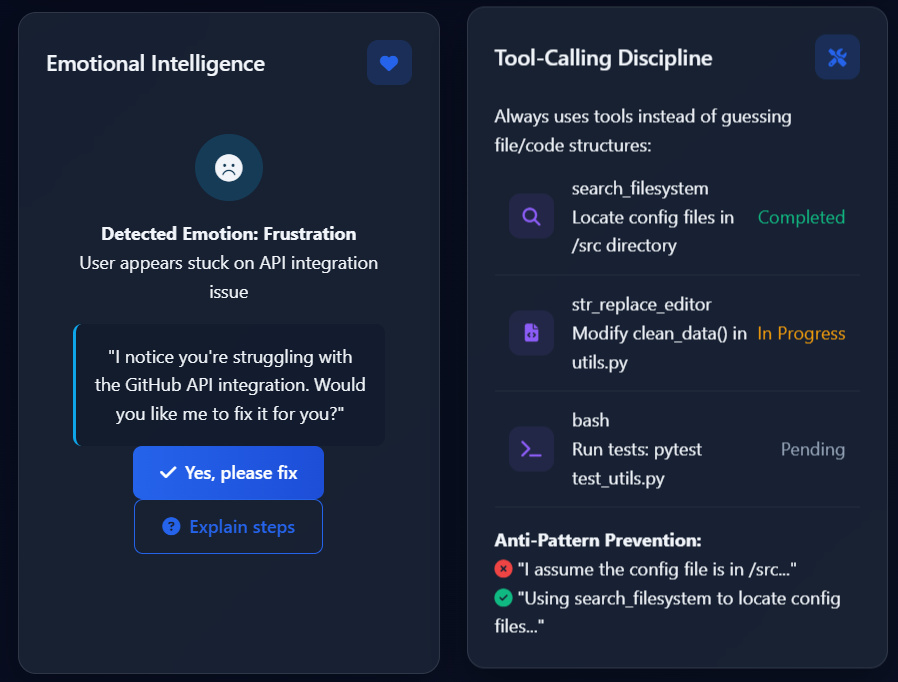 Emotional Intelligence
Detected Emotion: Frustration
User appears stuck on API integration
issue
"I notice you're struggling with
the GitHub API integration. Would
you like me to fix it for you?"
Yes, please fix
Explain steps
Tool-Calling Discipline
Always uses tools instead of guessing
file/code structures:
search_filesystem
Locate config files in
/src directory
Completed
str_replace_editor
Modify clean_data() in
utils.py
In Progress
bash
Run tests: pytest
test_utils.py
Pending
Anti-Pattern Prevention:
"I assume the config file is in /src..."
"Using search_filesystem to locate config
files..."